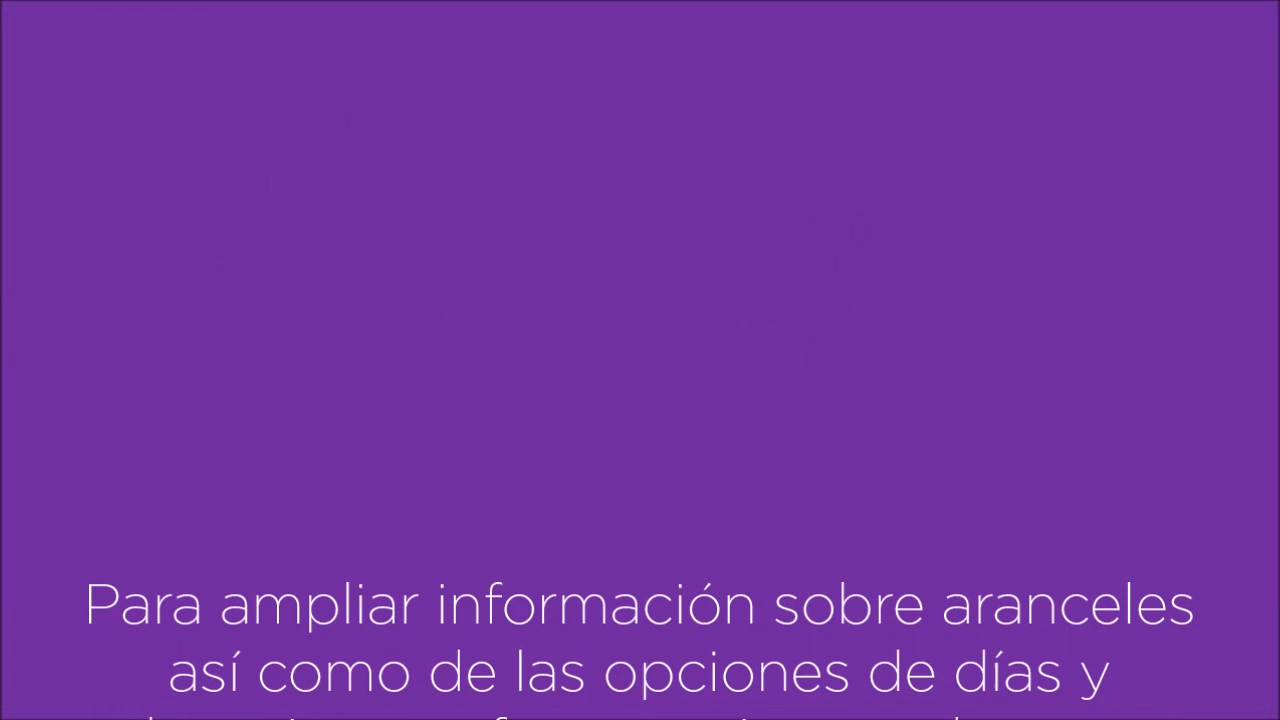 Para ampliar información sobre aranceles
así como de las opciones de días y